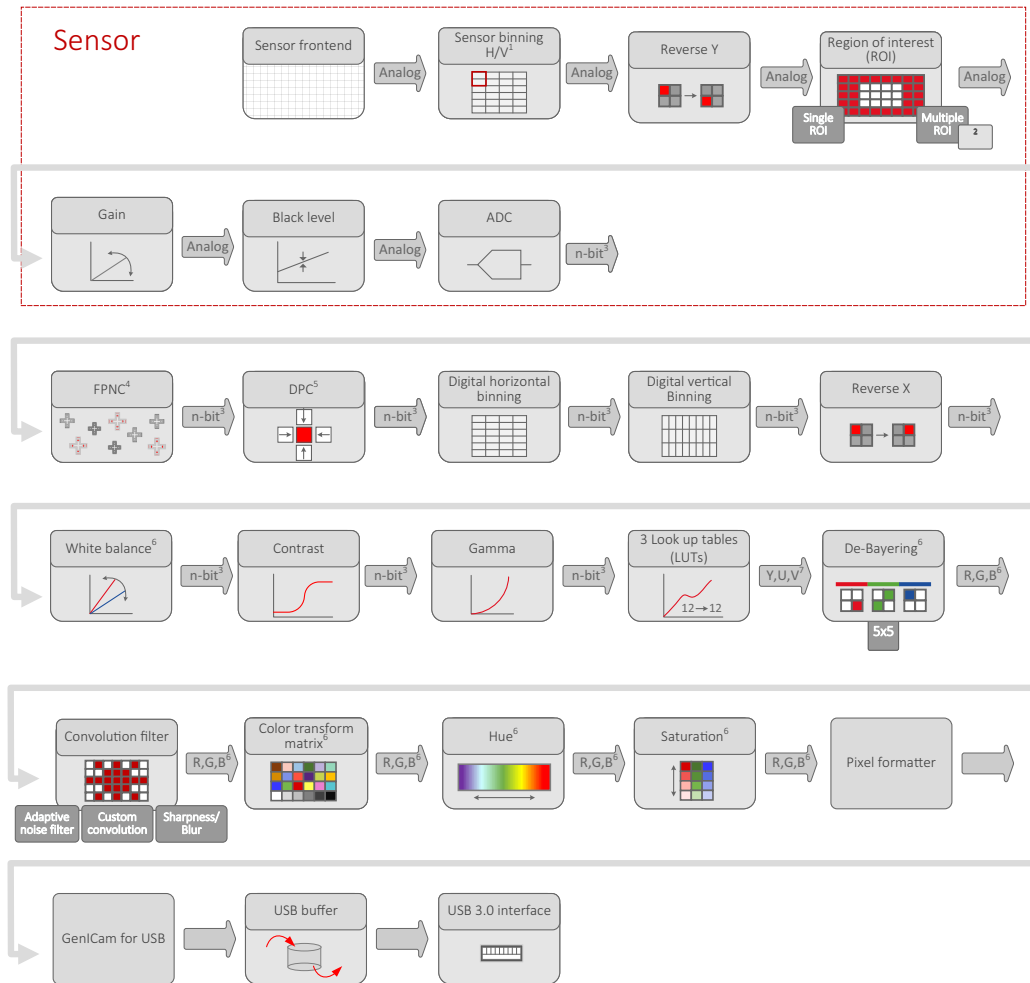 Sensor
Sensor frontend
Analog
Sensor binning
H/V¹
Analog
Reverse Y
Analog
Region of interest
(ROI)
Single
ROI
Multiple
ROI
2
Analog
Gain
Analog
Black level
Analog
ADC
n-bit³
FPNC⁴
n-bit³
DPC⁵
n-bit³
Digital horizontal
binning
n-bit³
Digital vertical
Binning
n-bit³
Reverse X
n-bit³
White balance⁶
n-bit³
Contrast
n-bit³
Gamma
n-bit³
3 Look up tables
(LUTs)
12→12
Y,U,V⁷
De-Bayering⁶
5x5
R,G,B⁶
Convolution filter
Adaptive
noise filter
Custom
convolution
Sharpness/
Blur
R,G,B⁶
Color transform
matrix⁶
R,G,B⁶
Hue⁶
R,G,B⁶
Saturation⁶
R,G,B⁶
Pixel formatter
GenICam for USB
USB buffer
USB 3.0 interface